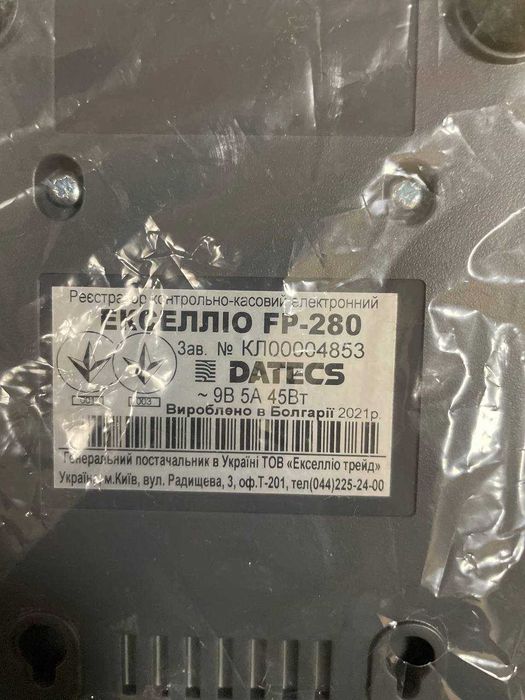 Реєстратор контрольно-касовий електронний
ЕКСЕЛЛІО FP-280
Зав. № КЛ00004853
DATECS
~ 9В 5А 45Вт
003
Вироблено в Болгарії 2021р.
Генеральний постачальник в Україні ТОВ «Екселліо трейд»
Україна, м.Київ, вул. Радищева, 3, оф.Т-201, тел(044)225-24-00